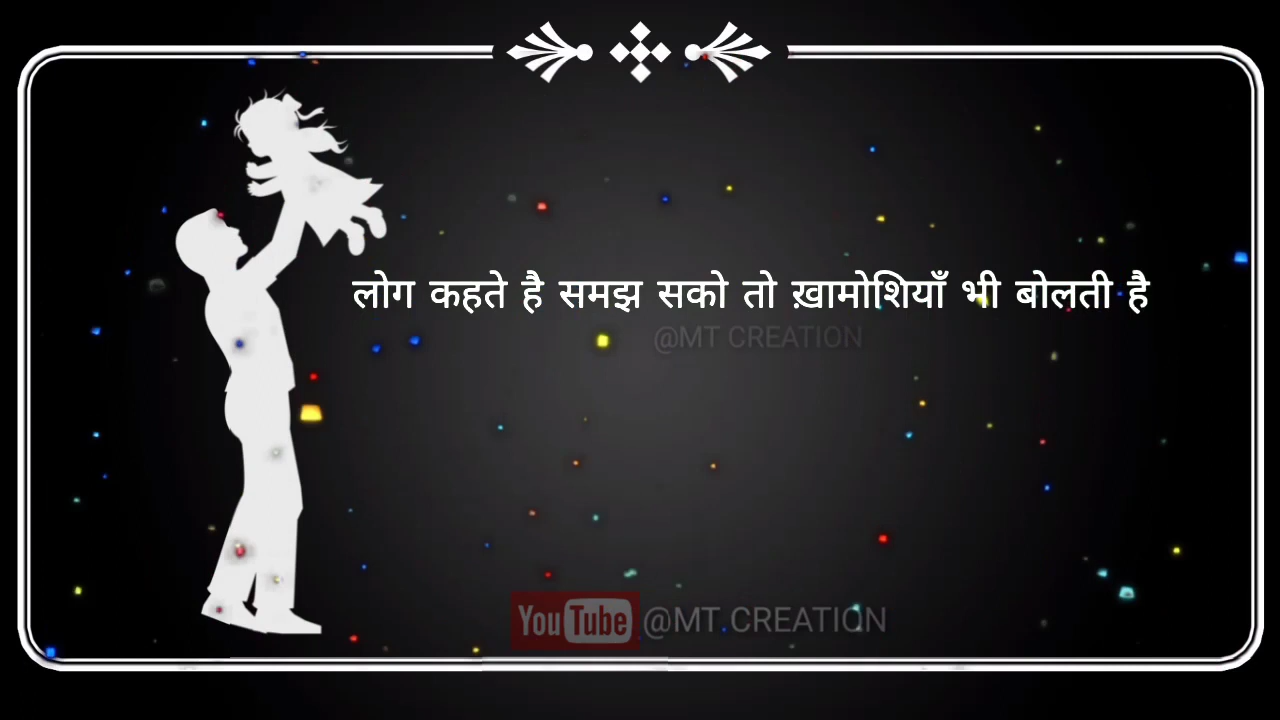 लोग कहते है समझ सको तो ख़ामोशियाँ भी बोलती है
@MT CREATION
YouTube @MT CREATION